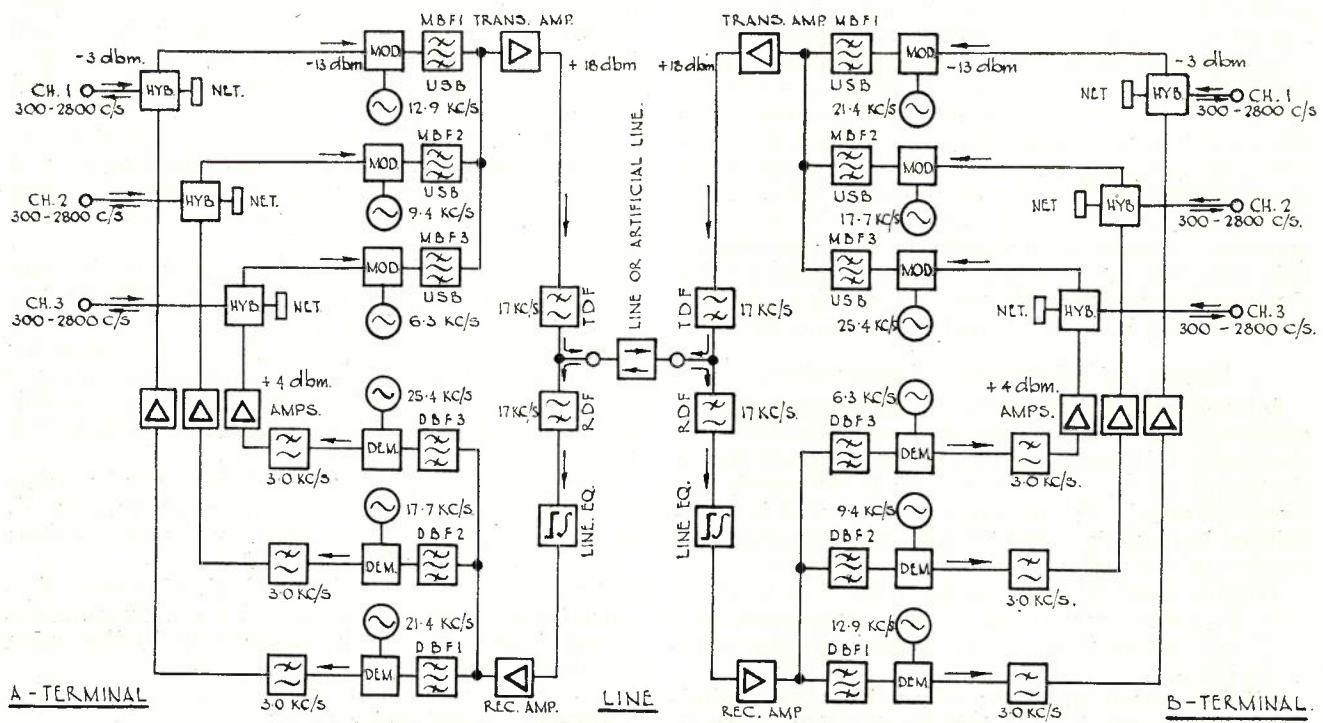 MBF1 TRANS. AMP.
-3 dbm.
MOD
-13 dbm
+18 dbm
CH. 1
300-2800 C/S
HYB.
NET.
USB
12.9 KC/S
MBF2
MOD
CH. 2
300-2800 C/S
HYB.
NET.
USB
9.4 KC/S
MBF3
MOD
CH. 3
300-2800 C/S
HYB.
NET.
USB
6.3 KC/S
17 KC/S
TDF
+4 dbm.
AMPS.
25.4 KC/S
DBF3
DEM.
3.0 KC/S
17 KC/S
RDF
17.7 KC/S
DBF2
DEM.
3.0 KC/S
LINE EQ.
21.4 KC/S
DBF1
DEM.
3.0 KC/S
REC. AMP.
A - TERMINAL
LINE OR ARTIFICIAL LINE.
LINE
TRANS. AMP MBF1
+18 dbm
MOD
-13 dbm
-3 dbm
USB
21.4 KC/S
NET
HYB
CH. 1
300-2800 C/S
MBF2
MOD
USB
17.7 KC/S
NET
HYB
CH. 2
300-2800 C/S.
MBF3
MOD
USB
25.4 KC/S
NET.
HYB.
CH. 3
300-2800 C/S.
TDF
17 KC/S
RDF
17 KC/S.
6.3 KC/S
DBF3
DEM.
+4 dbm.
AMPS.
3.0 KC/S.
LINE EQ.
9.4 KC/S
DBF2
DEM.
3.0 KC/S.
12.9 KC/S
DBF1
DEM.
3.0 KC/S
REC. AMP
B-TERMINAL.